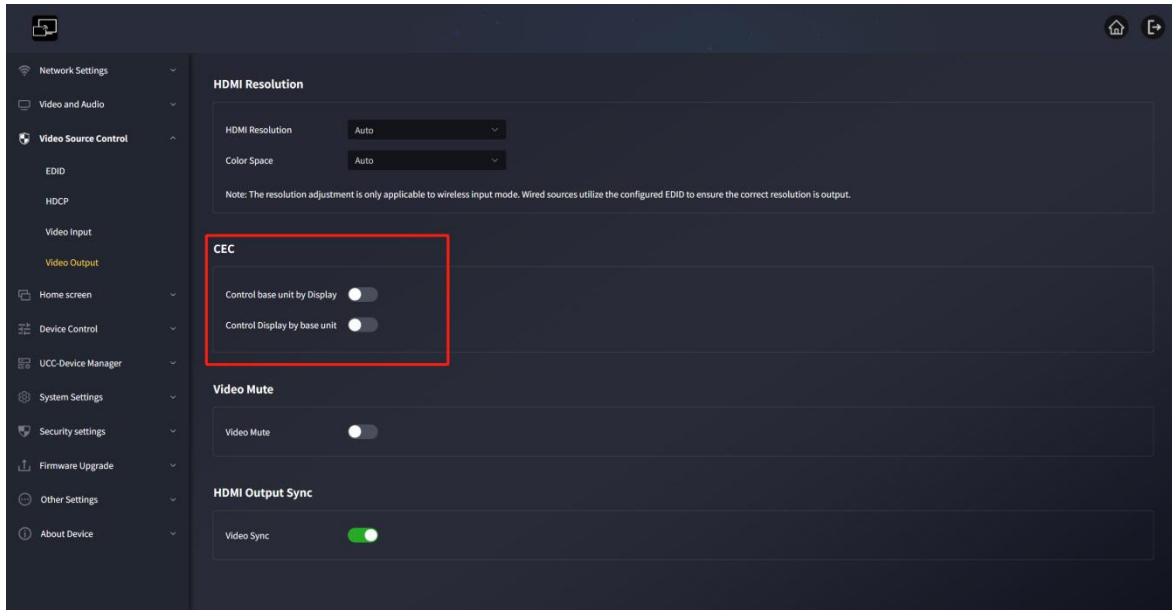 Network Settings
Video and Audio
Video Source Control
EDID
HDCP
Video Input
Video Output
Home screen
Device Control
UCC-Device Manager
System Settings
Security settings
Firmware Upgrade
Other Settings
About Device
HDMI Resolution
HDMI Resolution Auto
Color Space Auto
Note: The resolution adjustment is only applicable to wireless input mode. Wired sources utilize the configured EDID to ensure the correct resolution is output.
CEC
Control base unit by Display
Control Display by base unit
Video Mute
Video Mute
HDMI Output Sync
Video Sync